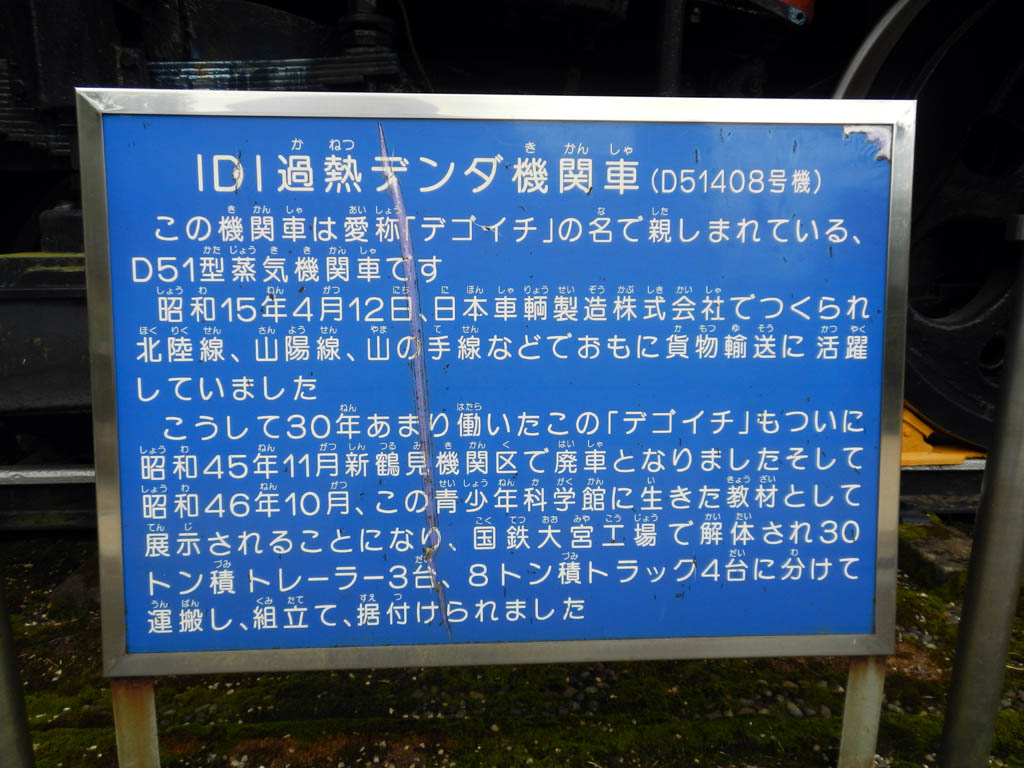 1D1過熱デンダ機関車(D51408号機)
この機関車は愛称「デゴイチ」の名で親しまれている、
D51型蒸気機関車です
昭和15年4月12日、日本車輌製造株式会社でつくられ
北陸線、山陽線、山の手線などでおもに貨物輸送に活躍
していました
こうして30年あまり働いたこの「デゴイチ」もついに
昭和45年11月新鶴見機関区で廃車となりましたそして
昭和46年10月、この青少年科学館に生きた教材として
展示されることになり、国鉄大宮工場で解体され30
トン積トレーラー3台、8トン積トラック4台に分けて
運搬し、組立て、据付けられました